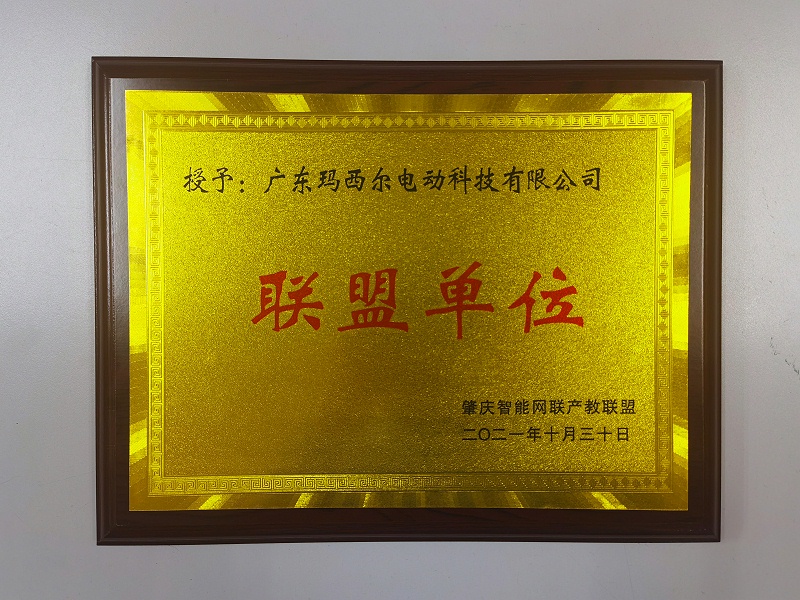 授予：广东玛西尔电动科技有限公司
联盟单位
肇庆智能网联产教联盟
二〇二一年十月三十日